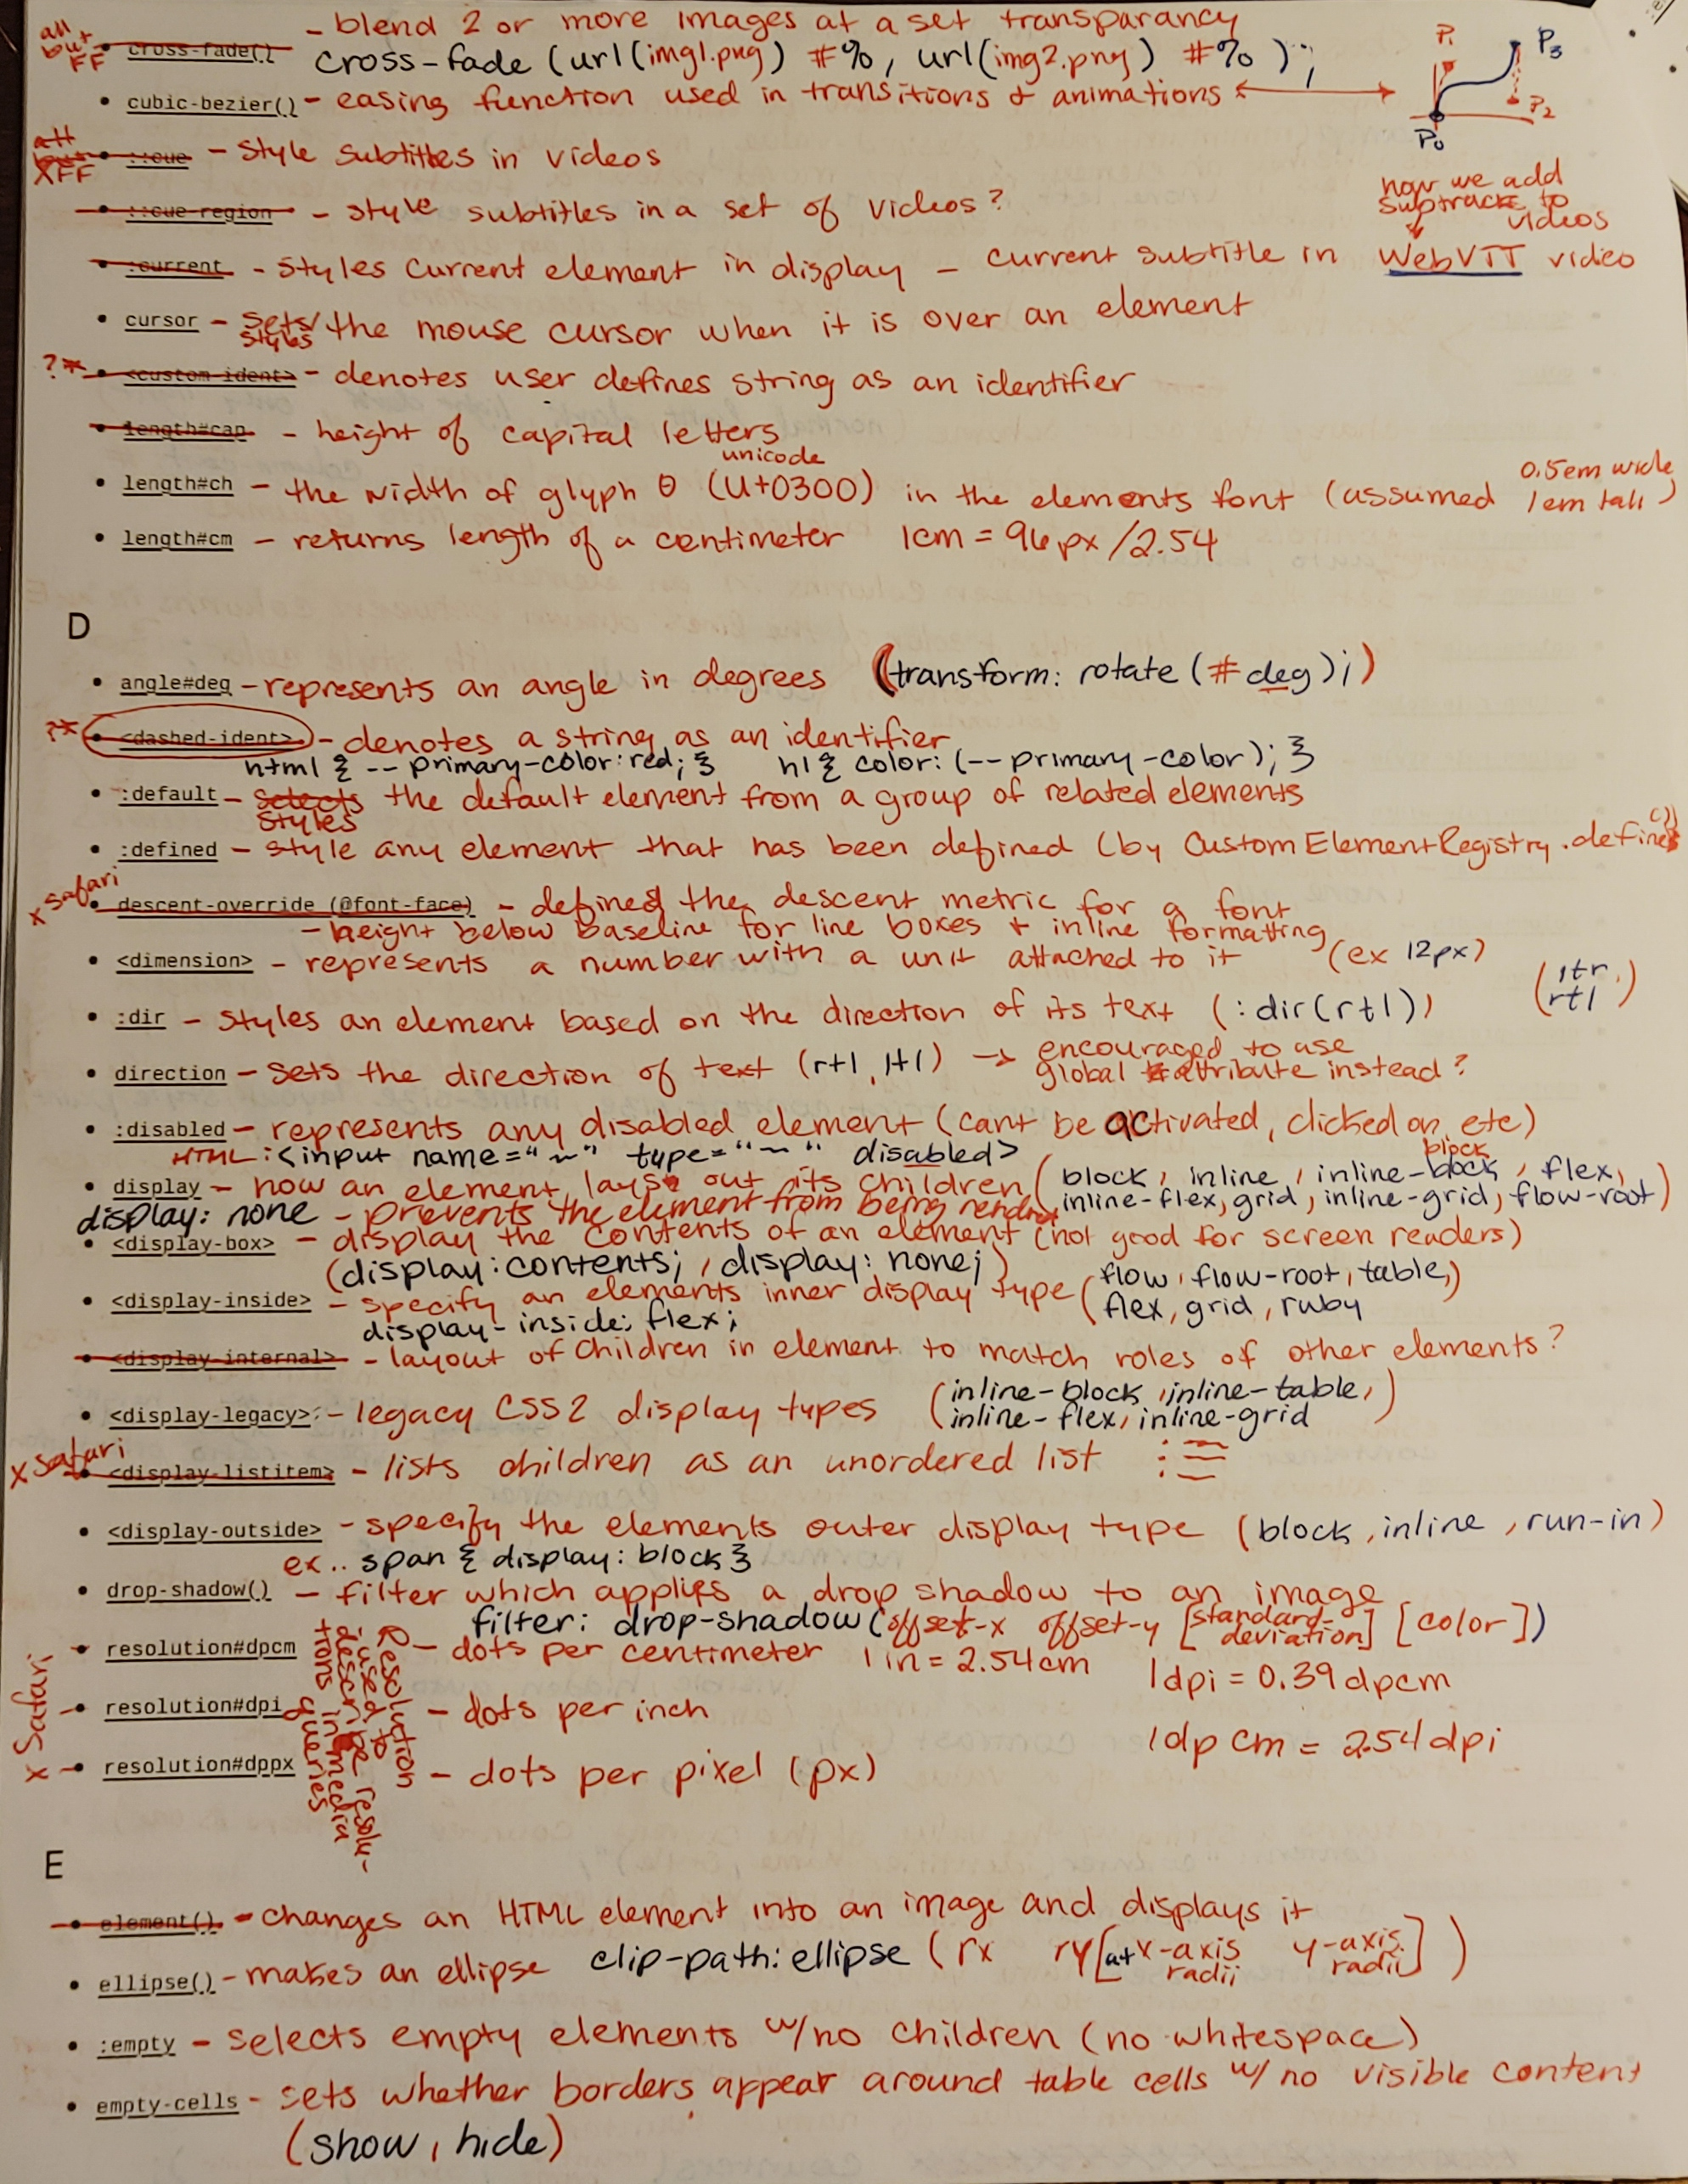 - blend 2 or more images at a set transparancy
all but FF
• cross-fade()
cross-fade (url(img1.png) #%, url(img2.png) #% );
• cubic-bezier() - easing function used in transitions & animations
P1 P3
P2
P0
all but XFF
• ::cue - style subtitles in videos
• ::cue-region - style subtitles in a set of videos?
how we add
subtracks to
videos
• :current - styles current element in display - current subtitle in WebVTT video
• cursor - sets/styles the mouse cursor when it is over an element
?* • <custom-ident> - denotes user defines string as an identifier
• length#cap - height of capital letters
unicode
• length#ch - the width of glyph 0 (U+0300) in the elements font (assumed 0.5em wide 1em tall)
• length#cm - returns length of a centimeter 1cm = 96px/2.54
D
• angle#deg - represents an angle in degrees (transform: rotate (#deg);)
?* • <dashed-ident> - denotes a string as an identifier
html { -- primary-color: red; } h1 { color: (--primary-color); }
• :default - selects styles the default element from a group of related elements
• :defined - style any element that has been defined (by CustomElementRegistry.define())
x safari
• descent-override (@font-face) - defined the descent metric for a font
- height below baseline for line boxes + inline formatting
• <dimension> - represents a number with a unit attached to it (ex 12px)
• :dir - styles an element based on the direction of its text (:dir(rtl)) (ltr, rtl)
• direction - sets the direction of text (rtl, ltl) → encouraged to use
global attribute instead?
• :disabled - represents any disabled element (cant be activated, clicked on, etc)
HTML: <input name="~" type="~" disabled>
block
• display - how an element lays out its children (block, inline, inline-block, flex,
inline-flex, grid, inline-grid, flow-root)
display: none - prevents the element from being rendered
• <display-box> - display the contents of an element (not good for screen readers)
(display: contents; , display: none;)
• <display-inside> - specify an elements inner display type (flow, flow-root, table,
flex, grid, ruby)
display-inside: flex;
• <display-internal> - layout of children in element to match roles of other elements?
• <display-legacy> - legacy CSS2 display types (inline-block, inline-table,
inline-flex, inline-grid)
x safari
• <display-listitem> - lists children as an unordered list
• <display-outside> - specify the elements outer display type (block, inline, run-in)
ex.. span { display: block }
• drop-shadow() - filter which applies a drop shadow to an image
filter: drop-shadow(offset-x offset-y [standard-deviation] [color])
• resolution#dpcm - dots per centimeter 1 in = 2.54cm 1dpi = 0.39 dpcm
x Safari
• resolution#dpi - dots per inch
1dpcm = 2.54 dpi
x • resolution#dppx - dots per pixel (px)
Resolution
used to
describe resolu-
tions in media
queries
E
• element() - changes an HTML element into an image and displays it
• ellipse() - makes an ellipse clip-path: ellipse (rx ry [at x-axis radii y-axis radii])
• :empty - selects empty elements w/no children (no whitespace)
• empty-cells - sets whether borders appear around table cells w/ no visible content
(show, hide)